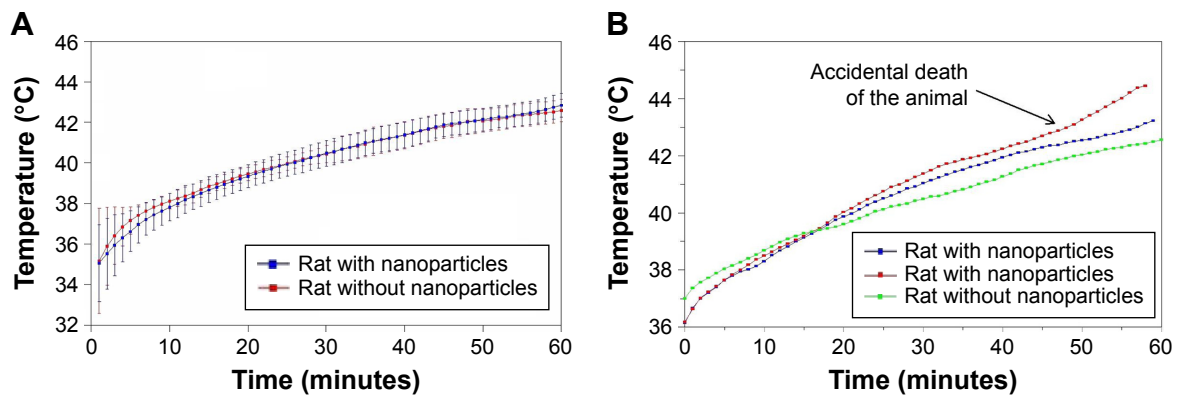 A
Temperature (°C)
46
44
42
40
38
36
34
32
0
10
20
30
40
50
60
Time (minutes)
Rat with nanoparticles
Rat without nanoparticles
B
Temperature (°C)
46
44
42
40
38
36
0
10
20
30
40
50
60
Time (minutes)
Accidental death
of the animal
Rat with nanoparticles
Rat with nanoparticles
Rat without nanoparticles